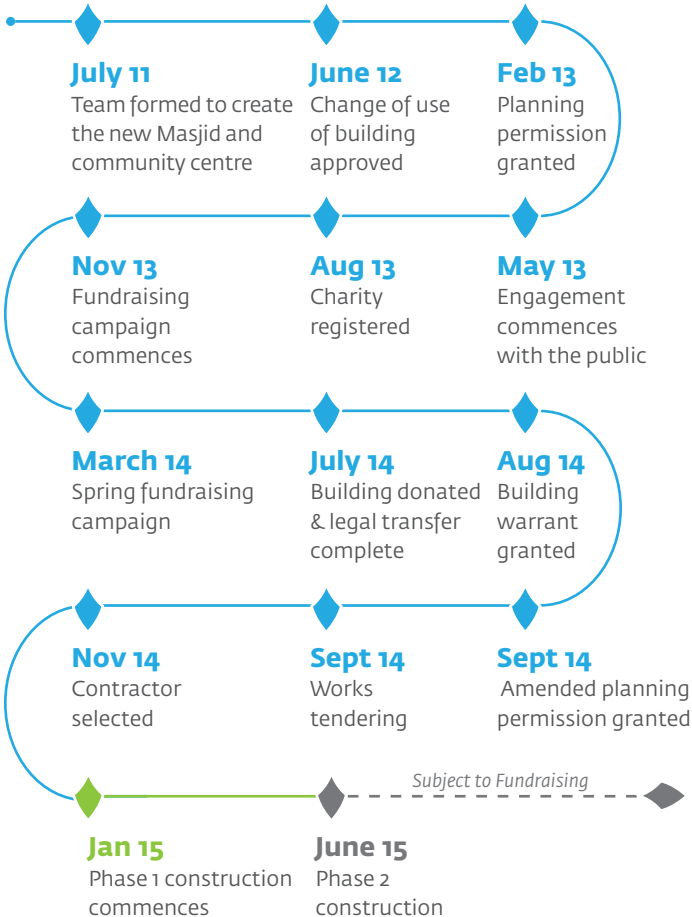 July 11
Team formed to create
the new Masjid and
community centre
June 12
Change of use
of building
approved
Feb 13
Planning
permission
granted
Nov 13
Fundraising
campaign
commences
Aug 13
Charity
registered
May 13
Engagement
commences
with the public
March 14
Spring fundraising
campaign
July 14
Building donated
& legal transfer
complete
Aug 14
Building
warrant
granted
Nov 14
Contractor
selected
Sept 14
Works
tendering
Sept 14
Amended planning
permission granted
Subject to Fundraising
Jan 15
Phase 1 construction
commences
June 15
Phase 2
construction